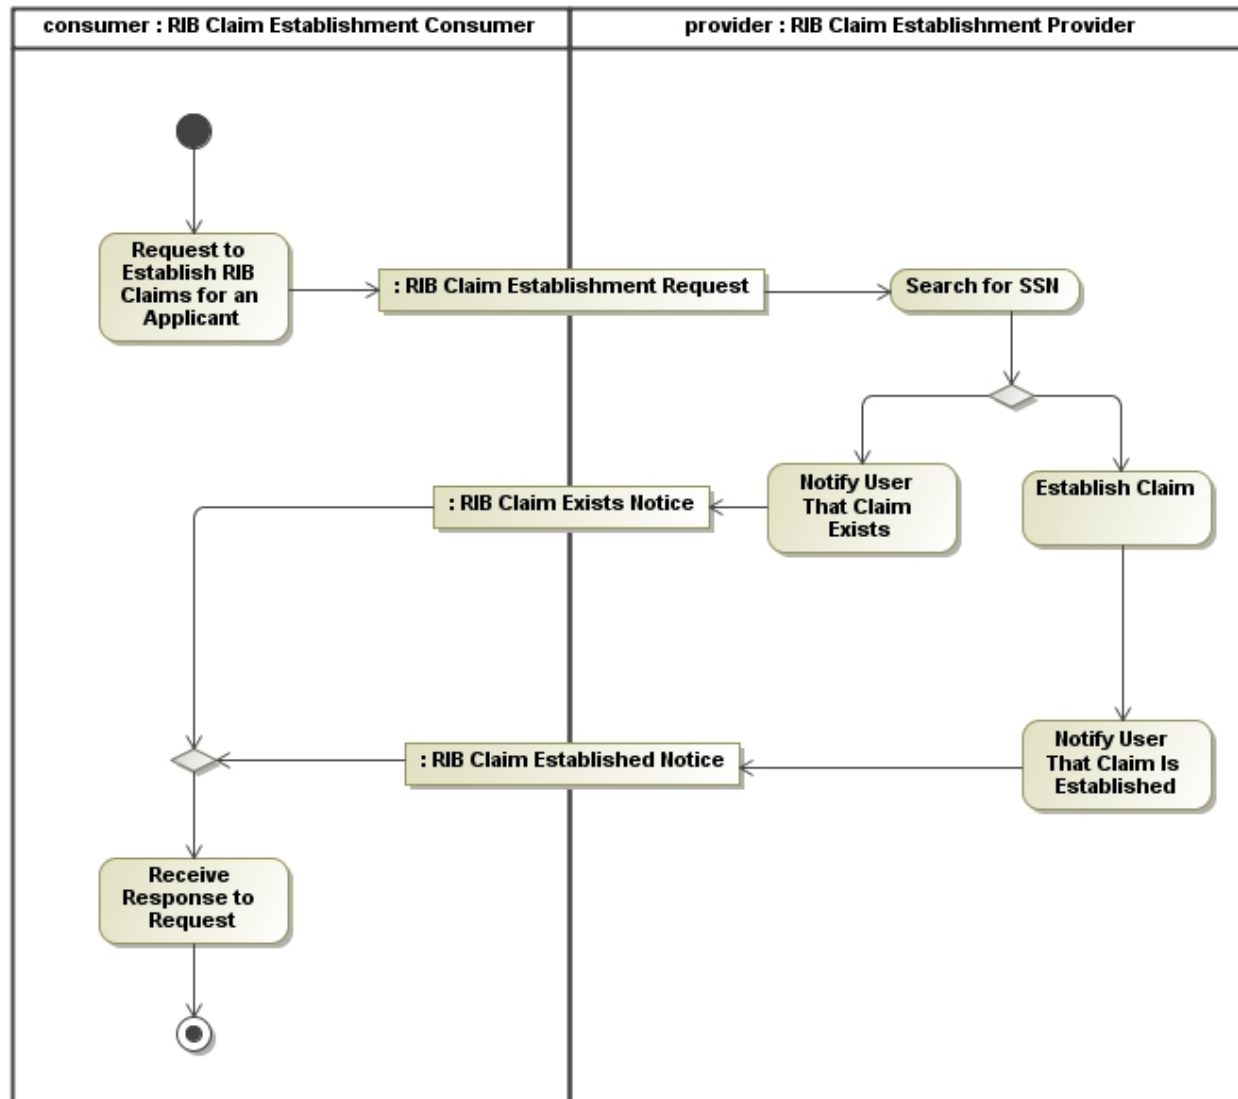 consumer : RIB Claim Establishment Consumer
provider : RIB Claim Establishment Provider
Request to
Establish RIB
Claims for an
Applicant
: RIB Claim Establishment Request
Search for SSN
Notify User
That Claim
Exists
Establish Claim
: RIB Claim Exists Notice
: RIB Claim Established Notice
Notify User
That Claim Is
Established
Receive
Response to
Request